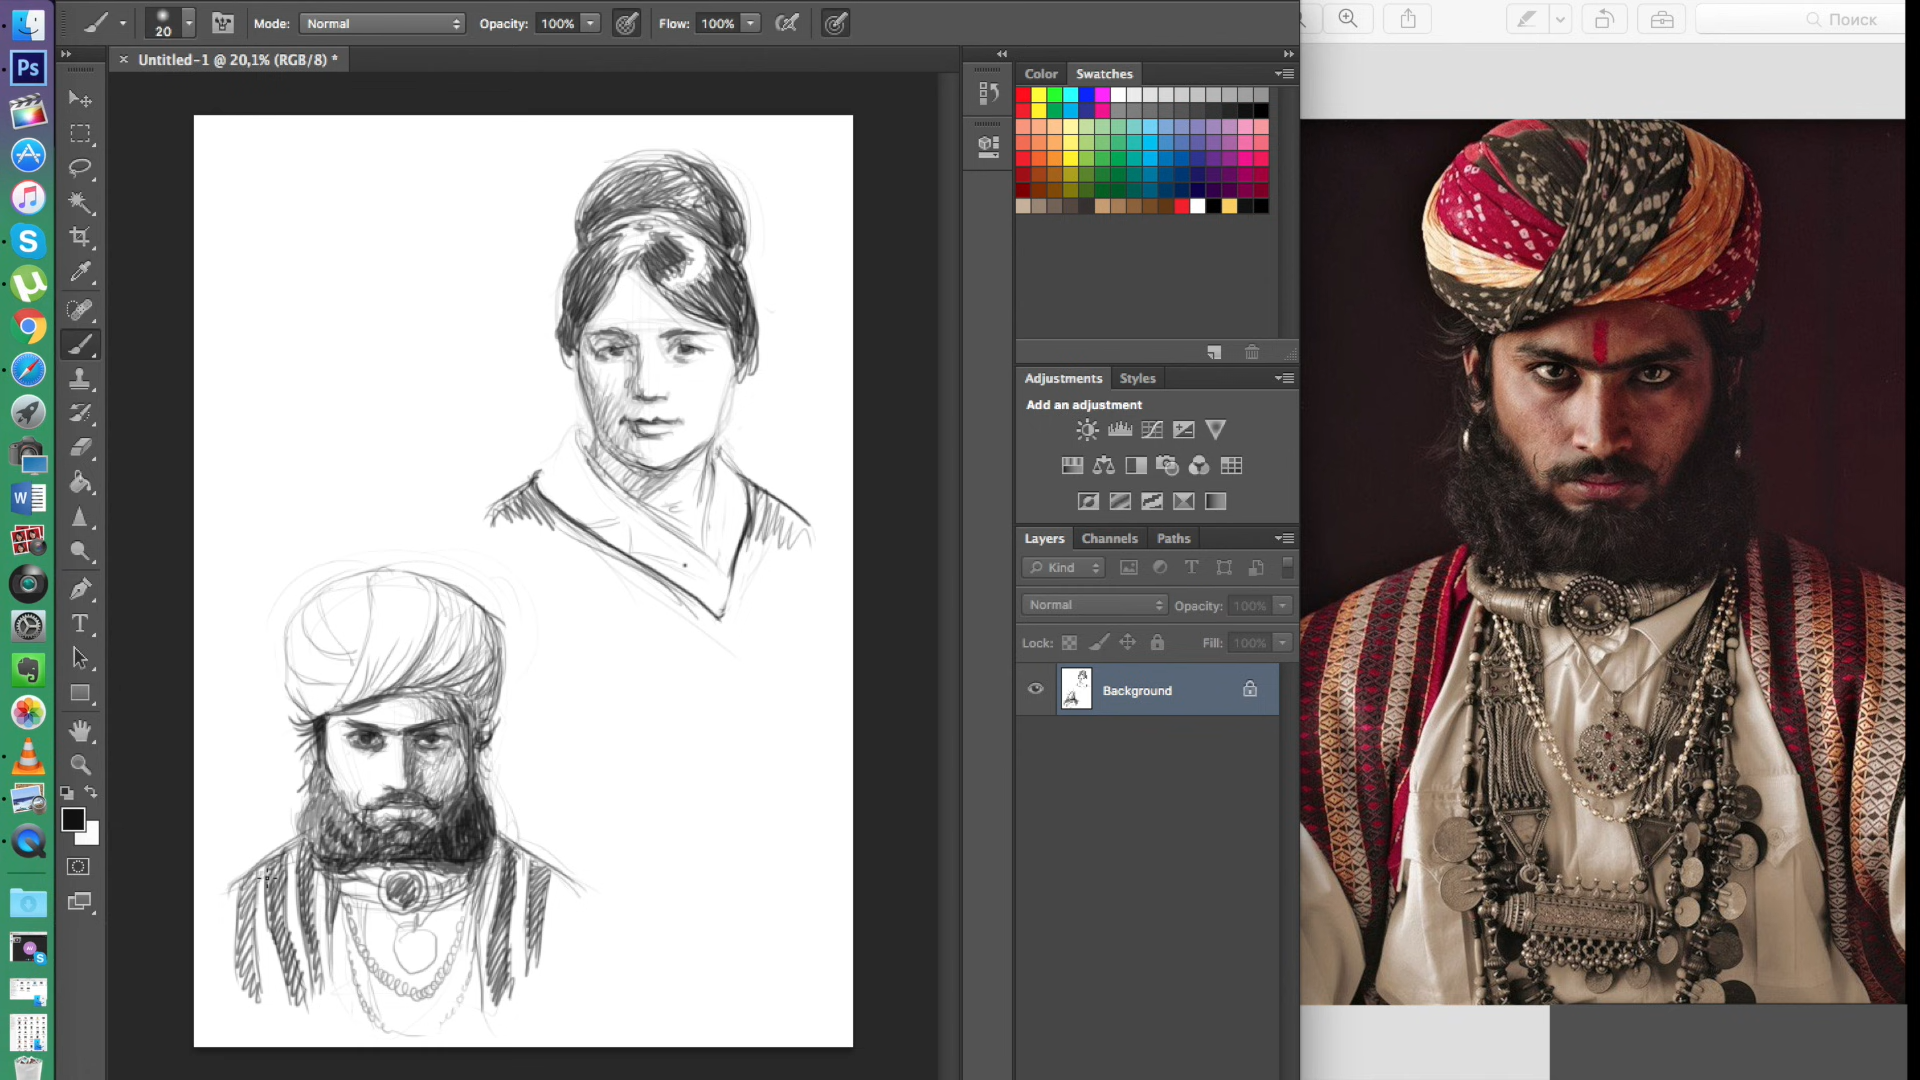 20
Mode:
Normal
Opacity:
100%
Flow:
100%
Поиск
Ps
Untitled-1 @ 20,1% (RGB/8) *
Color
Swatches
Adjustments
Styles
Add an adjustment
Layers
Channels
Paths
Kind
Normal
Opacity:
100%
Lock:
Fill:
100%
Background